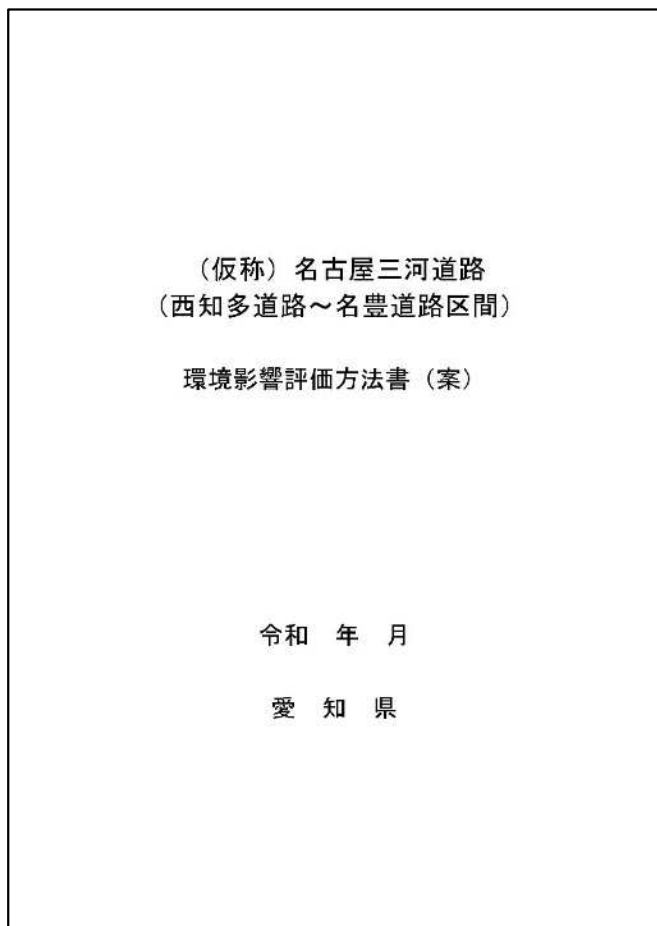 （仮称）名古屋三河道路
（西知多道路～名豊道路区間）
環境影響評価方法書（案）
令和　年　月
愛　知　県